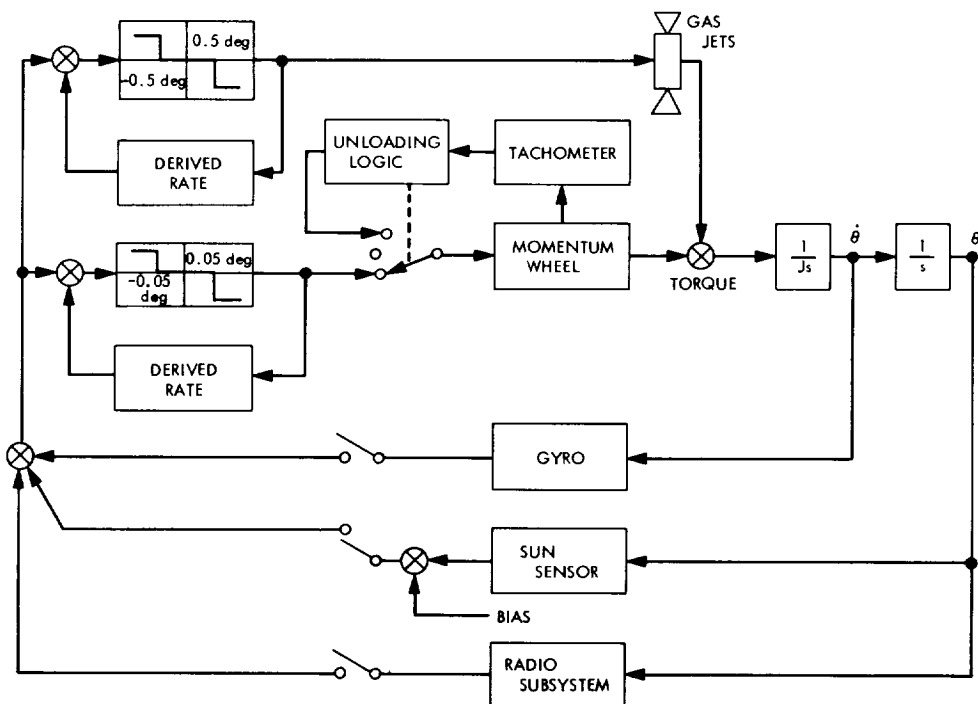 GAS
JETS
0.5 deg
-0.5 deg
DERIVED
RATE
UNLOADING
LOGIC
TACHOMETER
0.05 deg
-0.05
deg
MOMENTUM
WHEEL
TORQUE
1
Js
θ̇
1
s
θ
DERIVED
RATE
GYRO
SUN
SENSOR
BIAS
RADIO
SUBSYSTEM